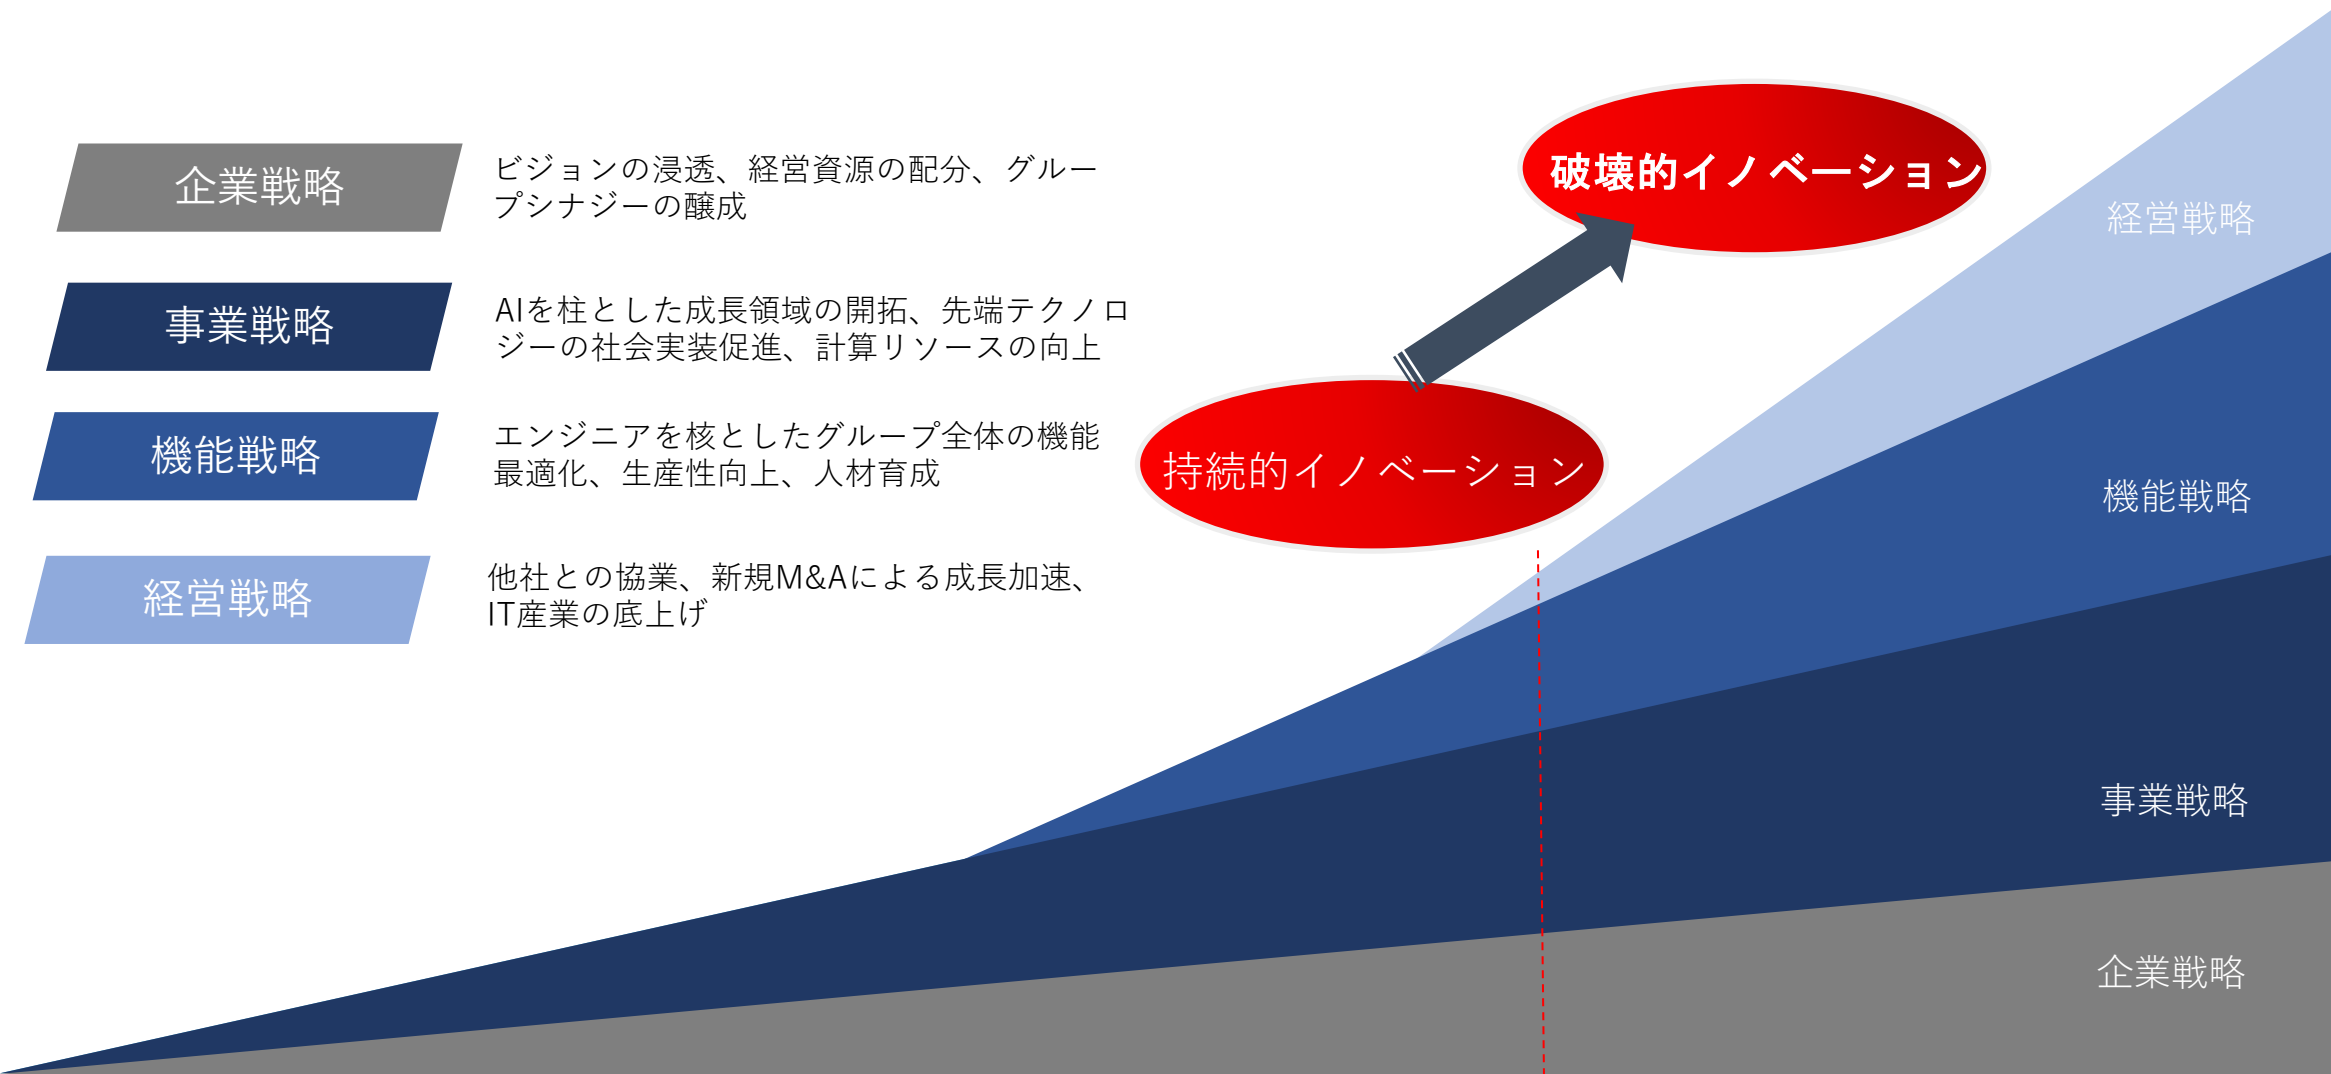 企業戦略
ビジョンの浸透、経営資源の配分、グルー
プシナジーの醸成
事業戦略
AIを柱とした成長領域の開拓、先端テクノロ
ジーの社会実装促進、計算リソースの向上
機能戦略
エンジニアを核としたグループ全体の機能
最適化、生産性向上、人材育成
経営戦略
他社との協業、新規M&Aによる成長加速、
IT産業の底上げ
破壊的イノベーション
持続的イノベーション
経営戦略
機能戦略
事業戦略
企業戦略